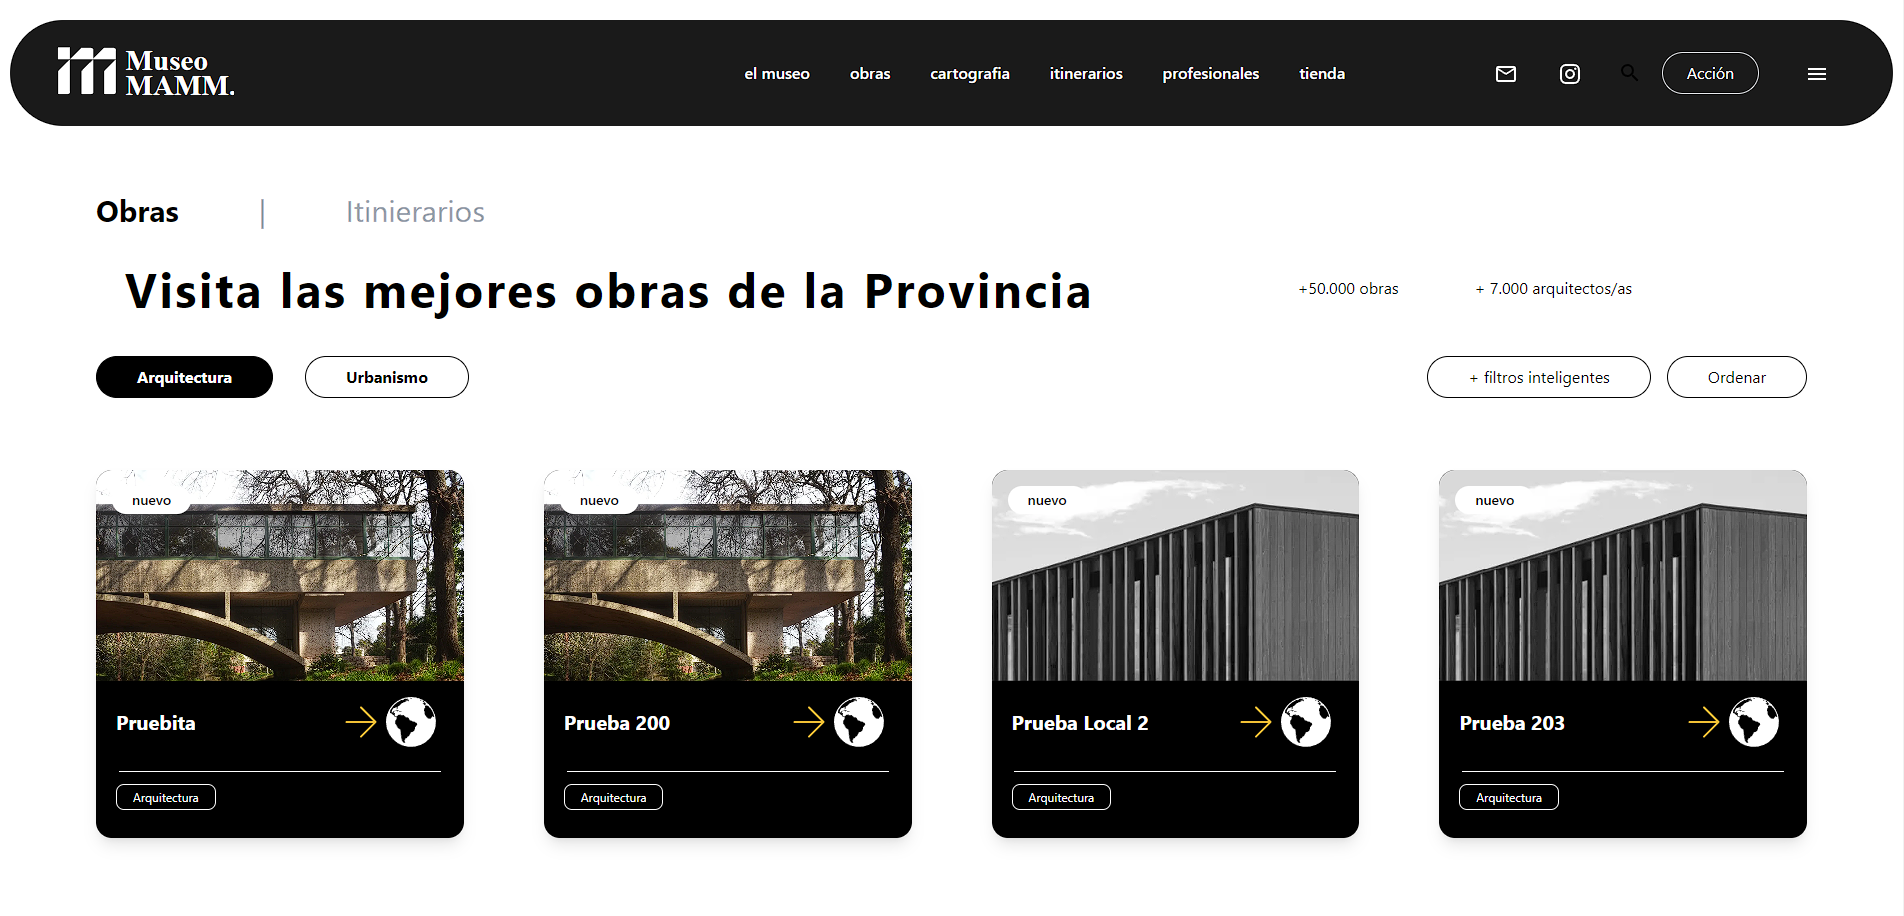 Museo
MAMM.
el museo obras cartografia itinerarios profesionales tienda Acción
Obras | Itinierarios
Visita las mejores obras de la Provincia +50.000 obras + 7.000 arquitectos/as
Arquitectura Urbanismo + filtros inteligentes Ordenar
nuevo nuevo nuevo nuevo
Pruebita Prueba 200 Prueba Local 2 Prueba 203
Arquitectura Arquitectura Arquitectura Arquitectura